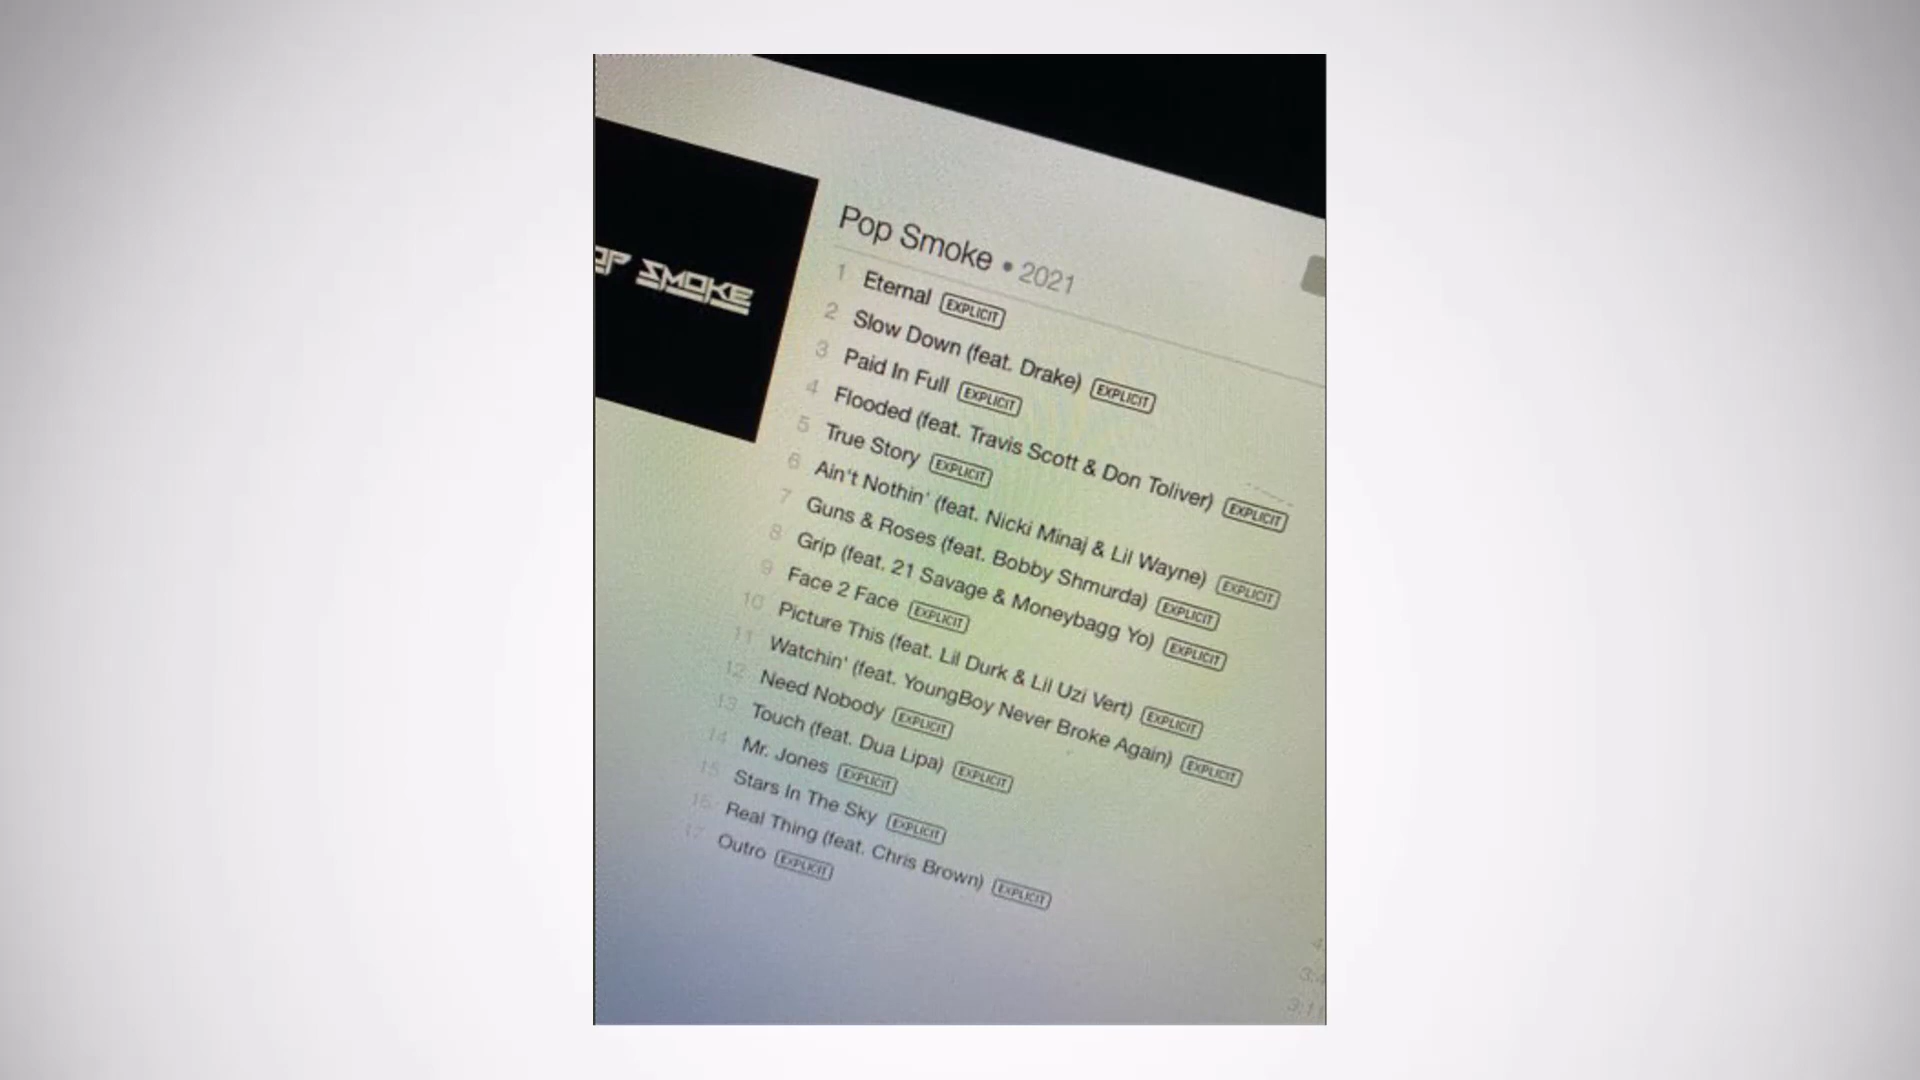 OP SMOKE
Pop Smoke • 2021
1 Eternal EXPLICIT
2 Slow Down (feat. Drake) EXPLICIT
3 Paid In Full EXPLICIT
4 Flooded (feat. Travis Scott & Don Toliver) EXPLICIT
5 True Story EXPLICIT
6 Ain't Nothin' (feat. Nicki Minaj & Lil Wayne) EXPLICIT
7 Guns & Roses (feat. Bobby Shmurda) EXPLICIT
8 Grip (feat. 21 Savage & Moneybagg Yo) EXPLICIT
9 Face 2 Face EXPLICIT
10 Picture This (feat. Lil Durk & Lil Uzi Vert) EXPLICIT
11 Watchin' (feat. YoungBoy Never Broke Again) EXPLICIT
12 Need Nobody EXPLICIT
13 Touch (feat. Dua Lipa) EXPLICIT
14 Mr. Jones EXPLICIT
15 Stars In The Sky EXPLICIT
16 Real Thing (feat. Chris Brown) EXPLICIT
17 Outro EXPLICIT
3:11